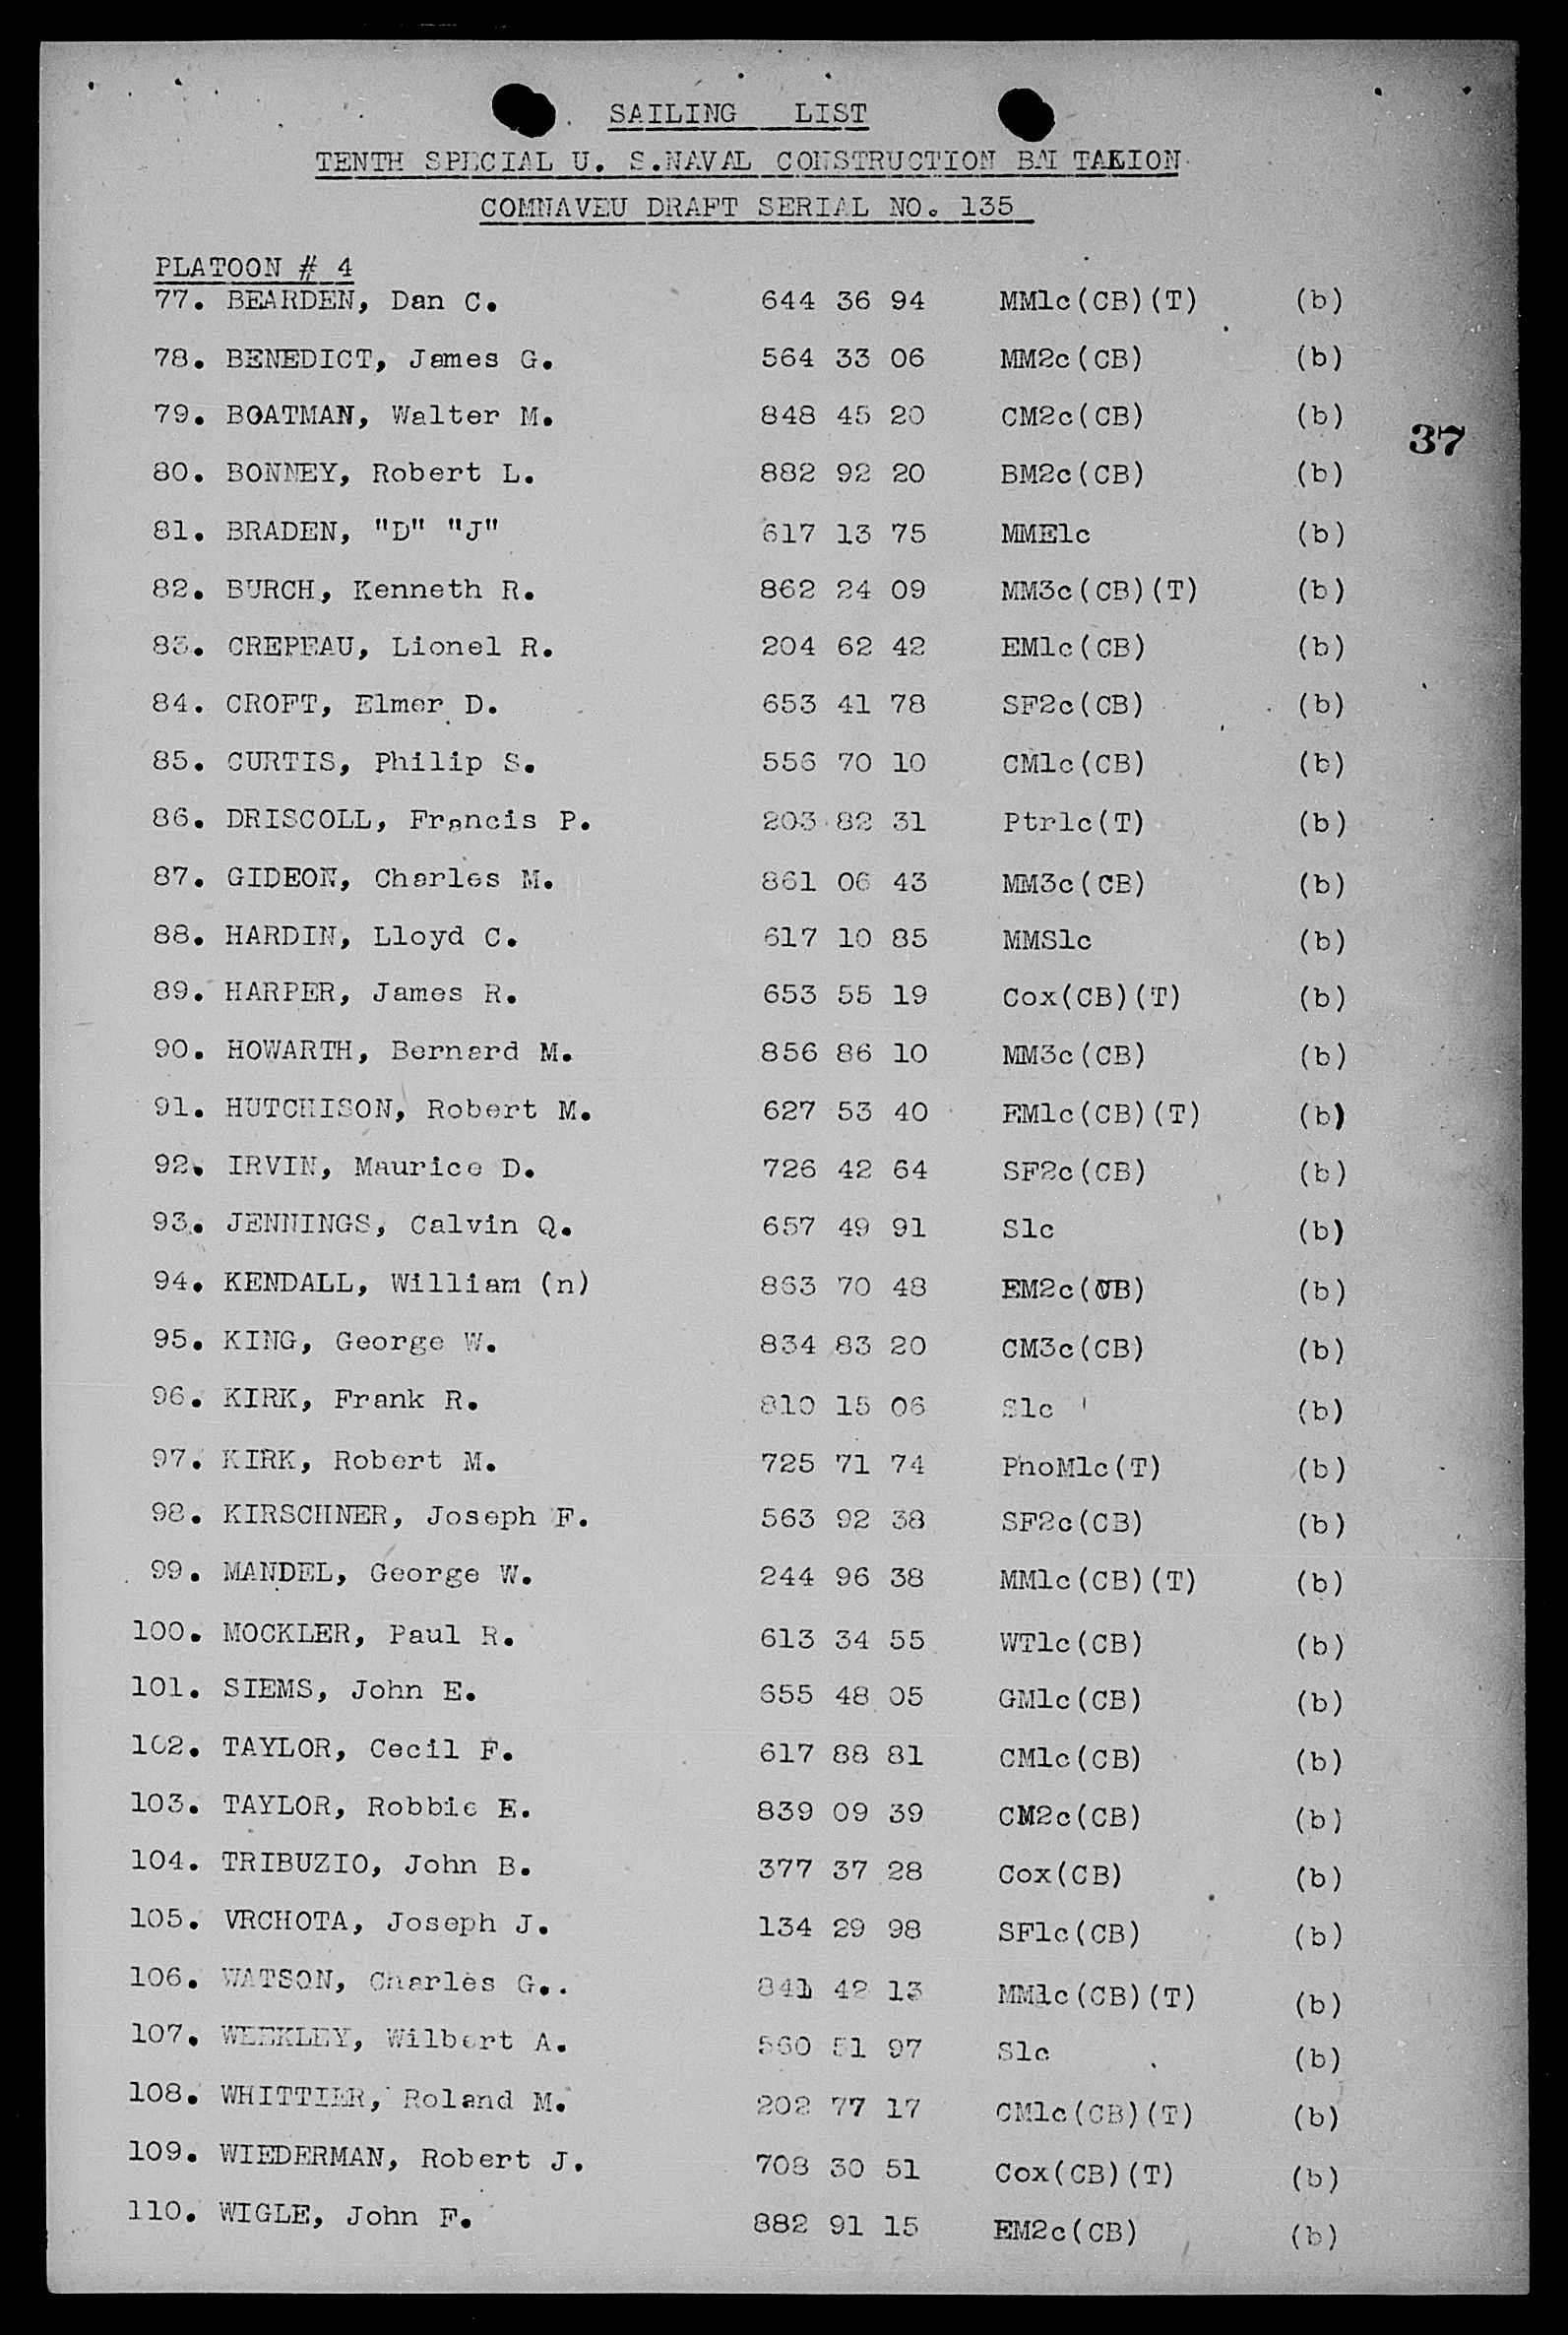 SAILING LIST
TENTH SPECIAL U. S.NAVAL CONSTRUCTION BATTALION
COMNAVEU DRAFT SERIAL NO. 135
PLATOON # 4
77. BEARDEN, Dan C. 644 36 94 MM1c(CB)(T) (b)
78. BENEDICT, James G. 564 33 06 MM2c(CB) (b)
79. BOATMAN, Walter M. 848 45 20 CM2c(CB) (b)
37
80. BONNEY, Robert L. 882 92 20 BM2c(CB) (b)
81. BRADEN, "D" "J" 617 13 75 MME1c (b)
82. BURCH, Kenneth R. 862 24 09 MM3c(CB)(T) (b)
83. CREPEAU, Lionel R. 204 62 42 EM1c(CB) (b)
84. CROFT, Elmer D. 653 41 78 SF2c(CB) (b)
85. CURTIS, Philip S. 556 70 10 CM1c(CB) (b)
86. DRISCOLL, Francis P. 203 82 31 Ptr1c(T) (b)
87. GIDEON, Charles M. 861 06 43 MM3c(CB) (b)
88. HARDIN, Lloyd C. 617 10 85 MMS1c (b)
89. HARPER, James R. 653 55 19 Cox(CB)(T) (b)
90. HOWARTH, Bernard M. 856 86 10 MM3c(CB) (b)
91. HUTCHISON, Robert M. 627 53 40 EM1c(CB)(T) (b)
92. IRVIN, Maurice D. 726 42 64 SF2c(CB) (b)
93. JENNINGS, Calvin Q. 657 49 91 S1c (b)
94. KENDALL, William (n) 863 70 48 EM2c(CB) (b)
95. KING, George W. 834 83 20 CM3c(CB) (b)
96. KIRK, Frank R. 810 15 06 S1c (b)
97. KIRK, Robert M. 725 71 74 PhoM1c(T) (b)
98. KIRSCHNER, Joseph F. 563 92 38 SF2c(CB) (b)
99. MANDEL, George W. 244 96 38 MM1c(CB)(T) (b)
100. MOCKLER, Paul R. 613 34 55 WT1c(CB) (b)
101. SIEMS, John E. 655 48 05 GM1c(CB) (b)
102. TAYLOR, Cecil F. 617 88 81 CM1c(CB) (b)
103. TAYLOR, Robbie E. 839 09 39 CM2c(CB) (b)
104. TRIBUZIO, John B. 377 37 28 Cox(CB) (b)
105. VRCHOTA, Joseph J. 134 29 98 SF1c(CB) (b)
106. WATSON, Charles G.. 841 42 13 MM1c(CB)(T) (b)
107. WEEKLEY, Wilbert A. 560 51 97 S1c (b)
108. WHITTIER, Roland M. 202 77 17 CM1c(CB)(T) (b)
109. WIEDERMAN, Robert J. 708 30 51 Cox(CB)(T) (b)
110. WIGLE, John F. 882 91 15 EM2c(CB) (b)